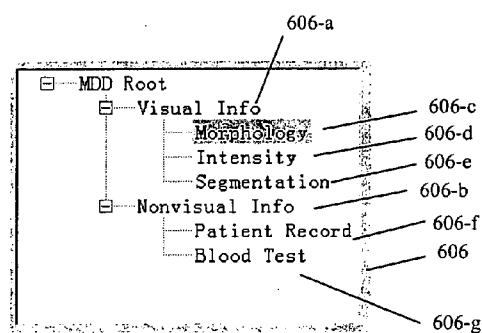 606-a
MDD Root
Visual Info
Morphology 606-c
Intensity 606-d
Segmentation 606-e
Nonvisual Info 606-b
Patient Record 606-f
Blood Test 606
606-g